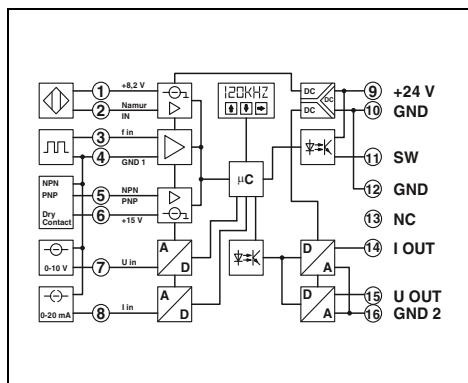 1 +8,2 V
2 Namur
IN
3 f in
4 GND 1
NPN
PNP
Dry
Contact
5 NPN
PNP
6 +15 V
0-10 V
7 U in
A
D
0-20 mA
8 I in
A
D
120KHZ
µC
DC
DC
DC
9 +24 V
10 GND
11 SW
12 GND
13 NC
D
A
14 I OUT
D
A
15 U OUT
16 GND 2